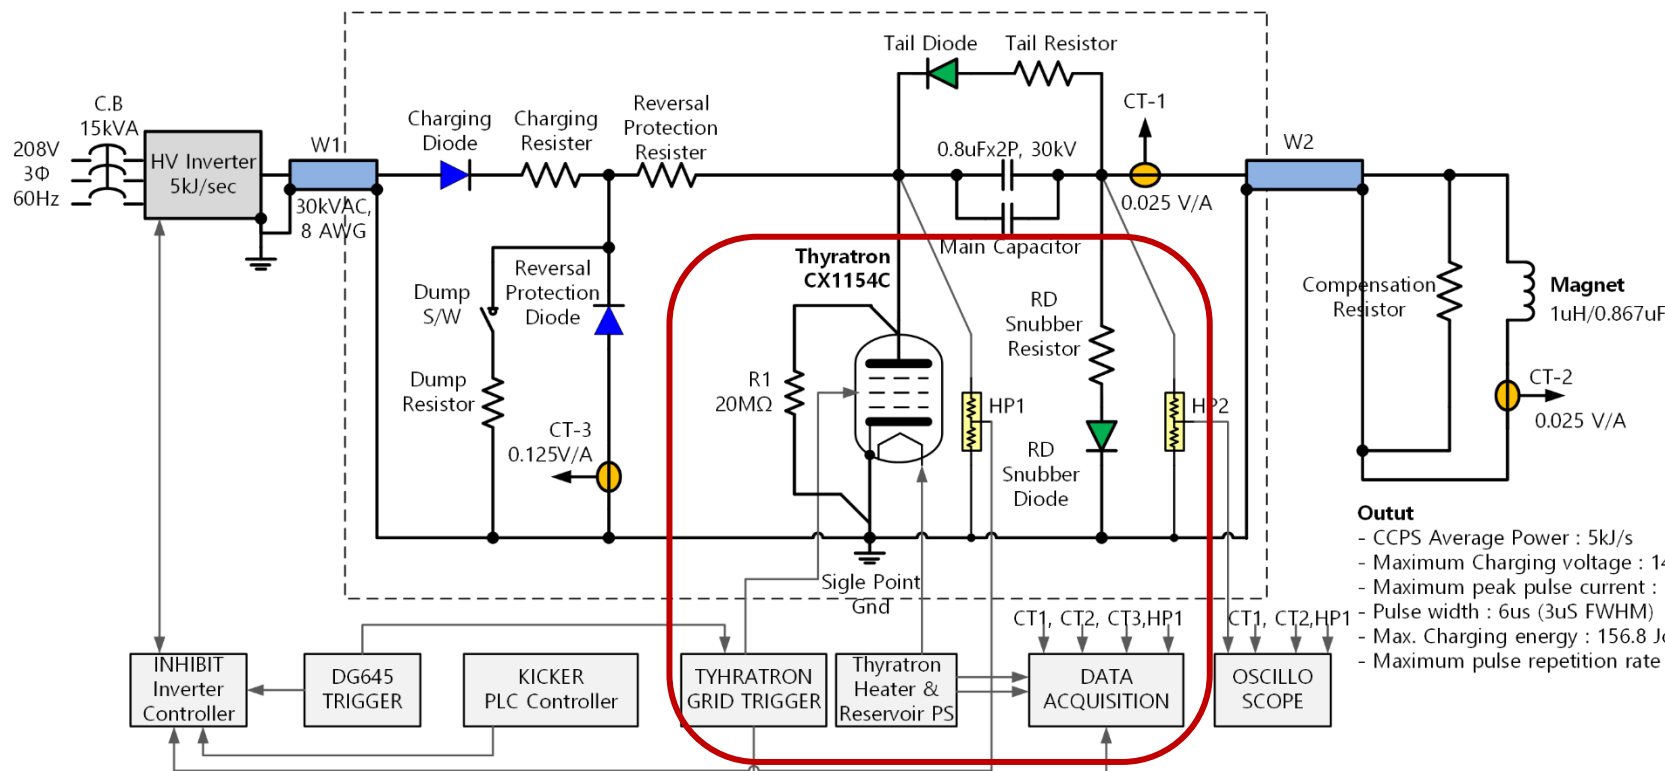 Tail Diode
Tail Resistor
C.B
15kVA
208V
3Φ
60Hz
HV Inverter
5kJ/sec
W1
30kVAC,
8 AWG
Charging
Diode
Charging
Resister
Reversal
Protection
Resister
0.8uFx2P, 30kV
Main Capacitor
CT-1
0.025 V/A
W2
Thyratron
CX1154C
Dump
S/W
Reversal
Protection
Diode
Dump
Resistor
CT-3
0.125V/A
R1
20MΩ
HP1
RD
Snubber
Resistor
RD
Snubber
Diode
HP2
Compensation
Resistor
Magnet
1uH/0.867uF
CT-2
0.025 V/A
Sigle Point
Gnd
Outut
- CCPS Average Power : 5kJ/s
- Maximum Charging voltage : 14
- Maximum peak pulse current :
- Pulse width : 6us (3uS FWHM)
- Max. Charging energy : 156.8 Jo
- Maximum pulse repetition rate
CT1, CT2, CT3,HP1
CT1, CT2,HP1
INHIBIT
Inverter
Controller
DG645
TRIGGER
KICKER
PLC Controller
TYHRATRON
GRID TRIGGER
Thyratron
Heater &
Reservoir PS
DATA
ACQUISITION
OSCILLO
SCOPE